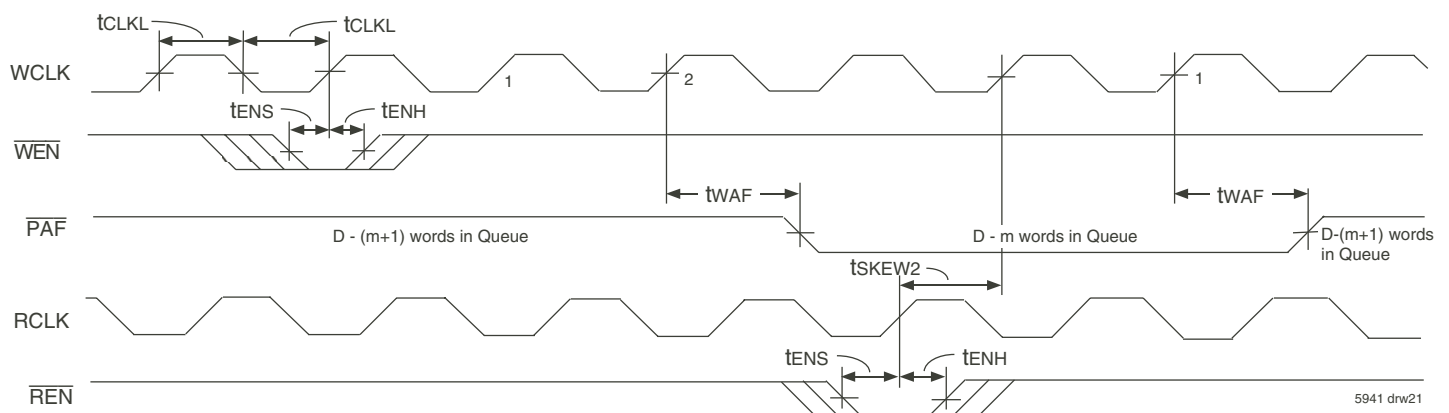 tCLKL tCLKL
WCLK 1 2 1
tENS tENH
WEN
tWAF tWAF
PAF
D - (m+1) words in Queue D - m words in Queue D-(m+1) words
in Queue
tSKEW2
RCLK
tENS tENH
REN
5941 drw21